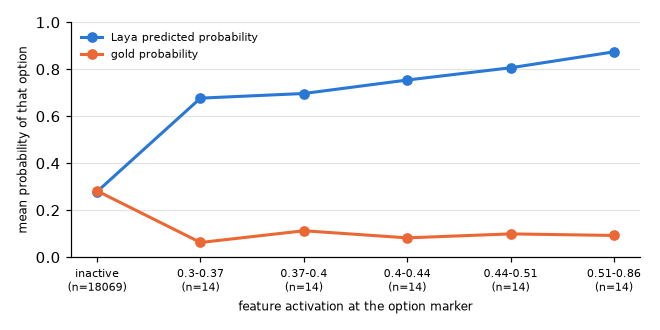 Laya predicted probability
gold probability
mean probability of that option
1.0
0.8
0.6
0.4
0.2
0.0
inactive 0.3-0.37 0.37-0.4 0.4-0.44 0.44-0.51 0.51-0.86
(n=18069) (n=14) (n=14) (n=14) (n=14) (n=14)
feature activation at the option marker